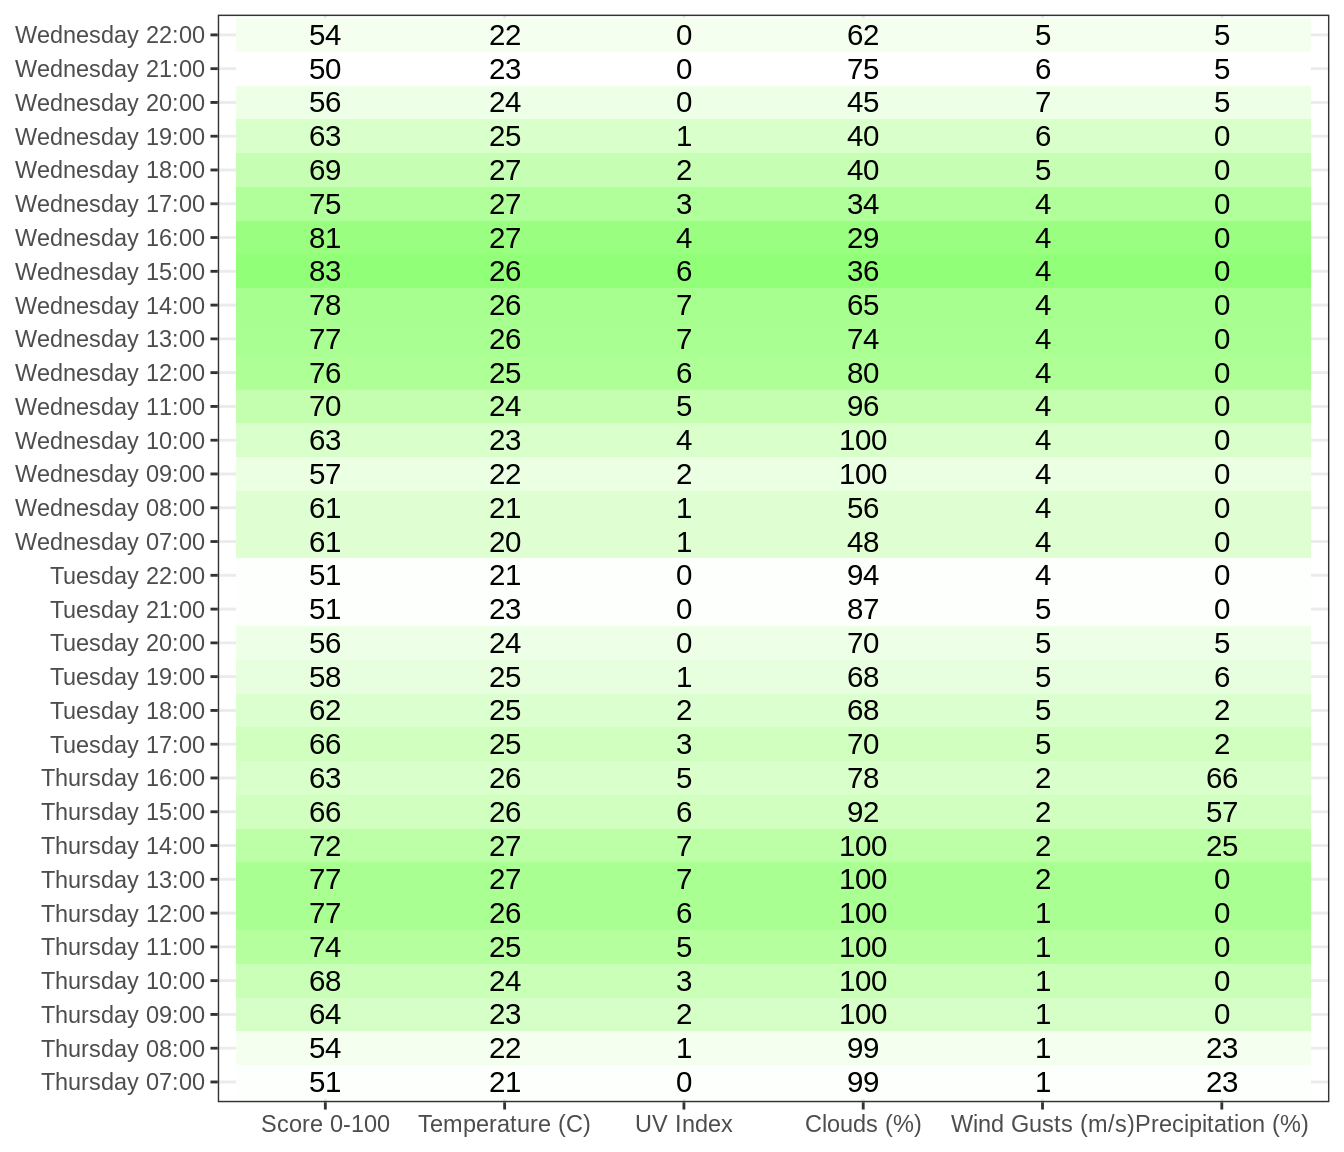 Wednesday 22:00 54 22 0 62 5 5
Wednesday 21:00 50 23 0 75 6 5
Wednesday 20:00 56 24 0 45 7 5
Wednesday 19:00 63 25 1 40 6 0
Wednesday 18:00 69 27 2 40 5 0
Wednesday 17:00 75 27 3 34 4 0
Wednesday 16:00 81 27 4 29 4 0
Wednesday 15:00 83 26 6 36 4 0
Wednesday 14:00 78 26 7 65 4 0
Wednesday 13:00 77 26 7 74 4 0
Wednesday 12:00 76 25 6 80 4 0
Wednesday 11:00 70 24 5 96 4 0
Wednesday 10:00 63 23 4 100 4 0
Wednesday 09:00 57 22 2 100 4 0
Wednesday 08:00 61 21 1 56 4 0
Wednesday 07:00 61 20 1 48 4 0
Tuesday 22:00 51 21 0 94 4 0
Tuesday 21:00 51 23 0 87 5 0
Tuesday 20:00 56 24 0 70 5 5
Tuesday 19:00 58 25 1 68 5 6
Tuesday 18:00 62 25 2 68 5 2
Tuesday 17:00 66 25 3 70 5 2
Thursday 16:00 63 26 5 78 2 66
Thursday 15:00 66 26 6 92 2 57
Thursday 14:00 72 27 7 100 2 25
Thursday 13:00 77 27 7 100 2 0
Thursday 12:00 77 26 6 100 1 0
Thursday 11:00 74 25 5 100 1 0
Thursday 10:00 68 24 3 100 1 0
Thursday 09:00 64 23 2 100 1 0
Thursday 08:00 54 22 1 99 1 23
Thursday 07:00 51 21 0 99 1 23
Score 0-100 Temperature (C) UV Index Clouds (%) Wind Gusts (m/s) Precipitation (%)